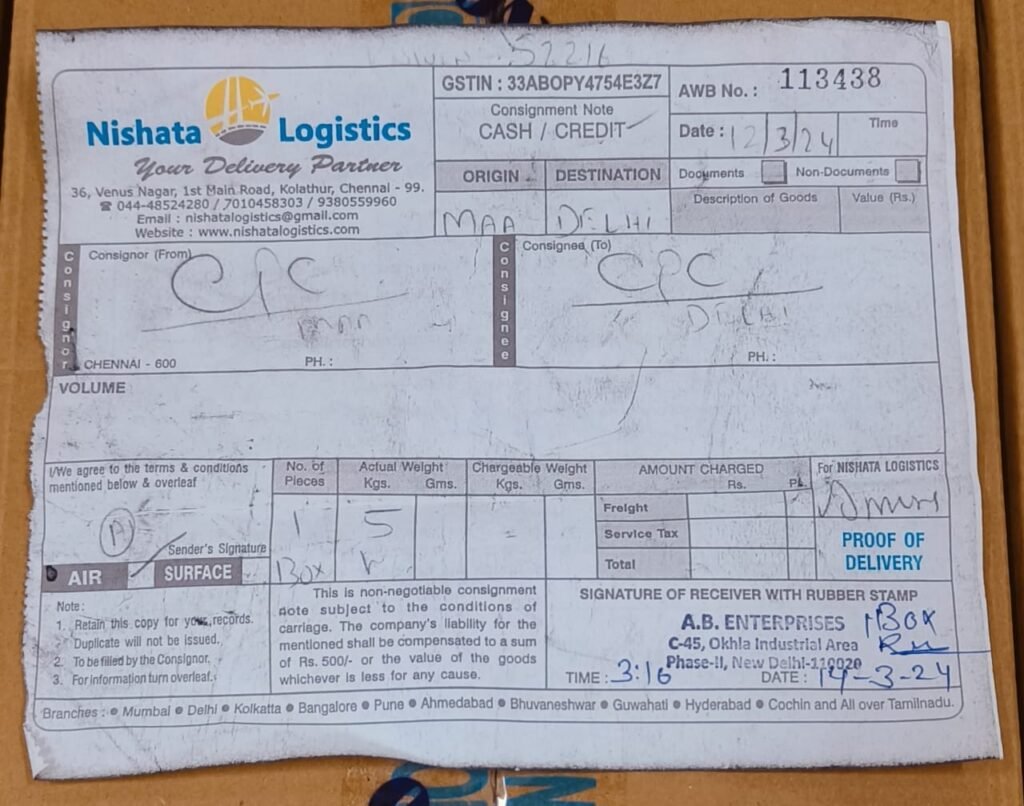 52216
Nishata Logistics
Your Delivery Partner
36, Venus Nagar, 1st Main Road, Kolathur, Chennai - 99.
☎ 044-48524280 / 7010458303 / 9380559960
Email : nishatalogistics@gmail.com
Website : www.nishatalogistics.com
GSTIN : 33ABOPY4754E3Z7
Consignment Note
CASH / CREDIT
AWB No. : 113438
Date : 12/3/24
Time
ORIGIN DESTINATION
MAA DELHI
Documents Non-Documents
Description of Goods Value (Rs.)
Consignor
Consignor (From)
CPC
MAA
CHENNAI - 600 PH. :
Consignee
Consignee (To)
CPC
DELHI
PH. :
VOLUME
I/We agree to the terms & conditions
mentioned below & overleaf
A
Sender's Signature
AIR SURFACE
No. of
Pieces
1
Box
Actual Weight
Kgs. Gms.
5
Chargeable Weight
Kgs. Gms.
AMOUNT CHARGED
Rs. Ps.
Freight
Service Tax
Total
For NISHATA LOGISTICS
PROOF OF
DELIVERY
Note :
1. Retain this copy for your records.
Duplicate will not be issued.
2. To be filled by the Consignor.
3. For information turn overleaf.
This is non-negotiable consignment
note subject to the conditions of
carriage. The company's liability for the
mentioned shall be compensated to a sum
of Rs. 500/- or the value of the goods
whichever is less for any cause.
SIGNATURE OF RECEIVER WITH RUBBER STAMP
A.B. ENTERPRISES 1 Box
C-45, Okhla Industrial Area
Phase-II, New Delhi-110020
TIME : 3:16 DATE : 14-3-24
Branches : ● Mumbai ● Delhi ● Kolkatta ● Bangalore ● Pune ● Ahmedabad ● Bhuvaneshwar ● Guwahati ● Hyderabad ● Cochin and All over Tamilnadu.